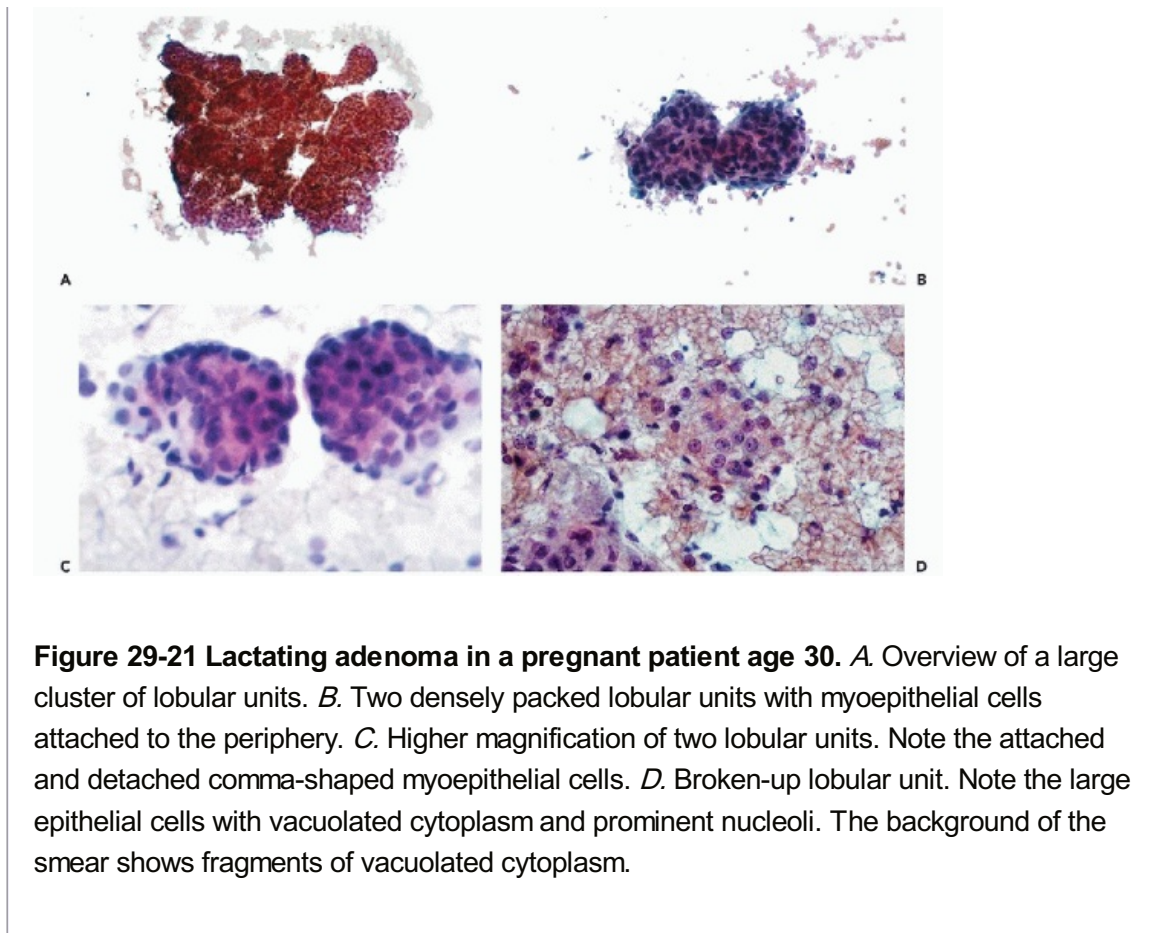 A
B
C
D
Figure 29-21 Lactating adenoma in a pregnant patient age 30. A. Overview of a large
cluster of lobular units. B. Two densely packed lobular units with myoepithelial cells
attached to the periphery. C. Higher magnification of two lobular units. Note the attached
and detached comma-shaped myoepithelial cells. D. Broken-up lobular unit. Note the large
epithelial cells with vacuolated cytoplasm and prominent nucleoli. The background of the
smear shows fragments of vacuolated cytoplasm.